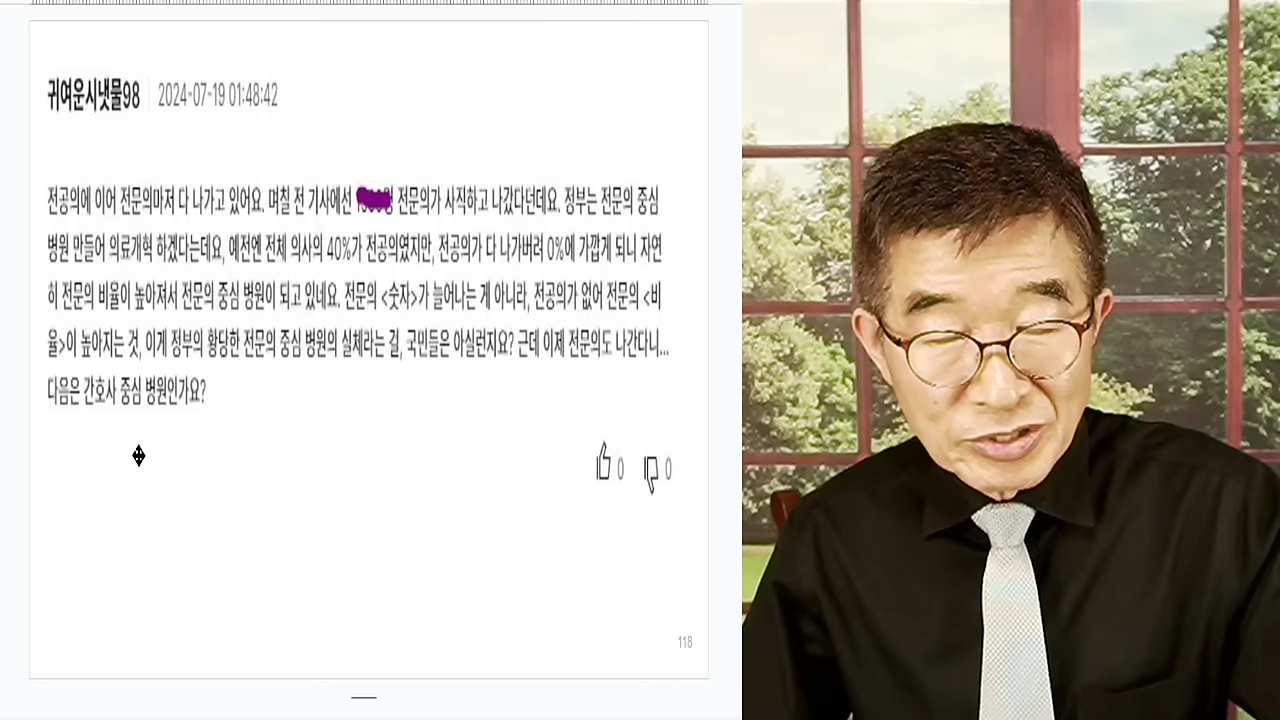 귀여운시냇물98 2024-07-19 01:48:42
전공의에 이어 전문의마저 다 나가고 있어요. 며칠 전 기사에선 전문의가 사직하고 나갔다던데요. 정부는 전문의 중심
병원 만들어 의료개혁 하겠다는데요, 예전엔 전체 의사의 40%가 전공의였지만, 전공의가 다 나가버려 0%에 가깝게 되니 자연
히 전문의 비율이 높아져서 전문의 중심 병원이 되고 있네요. 전문의 <숫자>가 늘어나는 게 아니라, 전공의가 없어 전문의 <비
율>이 높아지는 것, 이게 정부의 황당한 전문의 중심 병원의 실체라는 걸, 국민들은 아실런지요? 근데 이제 전문의도 나간다니...
다음은 간호사 중심 병원인가요?
0 0
118